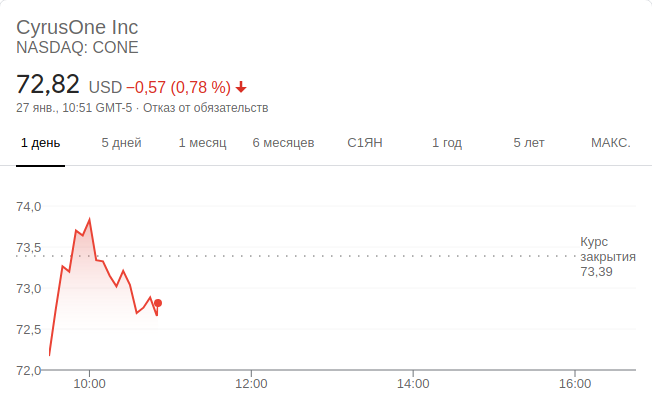 CyrusOne Inc
NASDAQ: CONE
72,82 USD −0,57 (0,78 %)
27 янв., 10:51 GMT-5 · Отказ от обязательств
1 день 5 дней 1 месяц 6 месяцев С1ЯН 1 год 5 лет МАКС.
74,0
73,5
73,0
72,5
72,0
Курс
закрытия
73,39
10:00 12:00 14:00 16:00